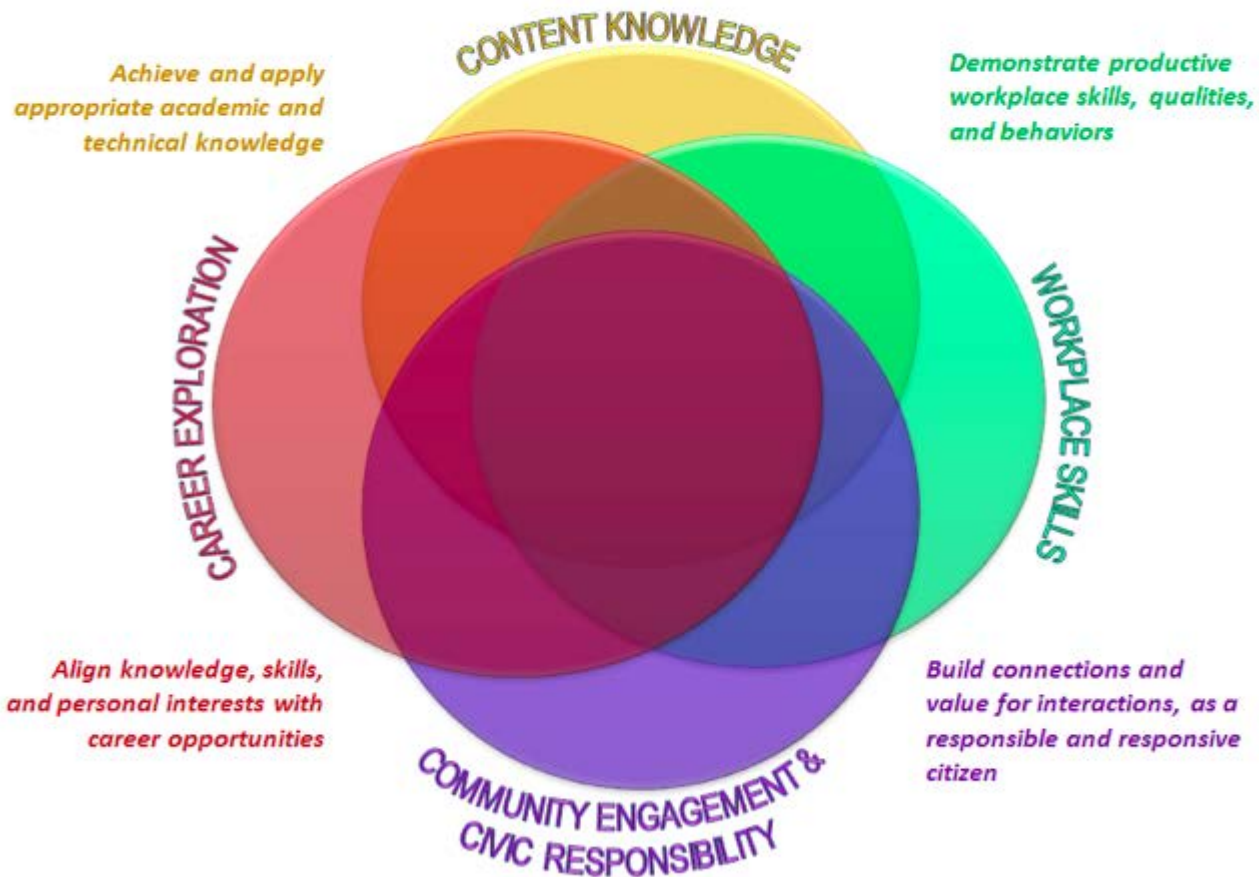 CONTENT KNOWLEDGE
Achieve and apply
appropriate academic and
technical knowledge
Demonstrate productive
workplace skills, qualities,
and behaviors
CAREER EXPLORATION
WORKPLACE SKILLS
Align knowledge, skills,
and personal interests with
career opportunities
Build connections and
value for interactions, as a
responsible and responsive
citizen
COMMUNITY ENGAGEMENT &
CIVIC RESPONSIBILITY